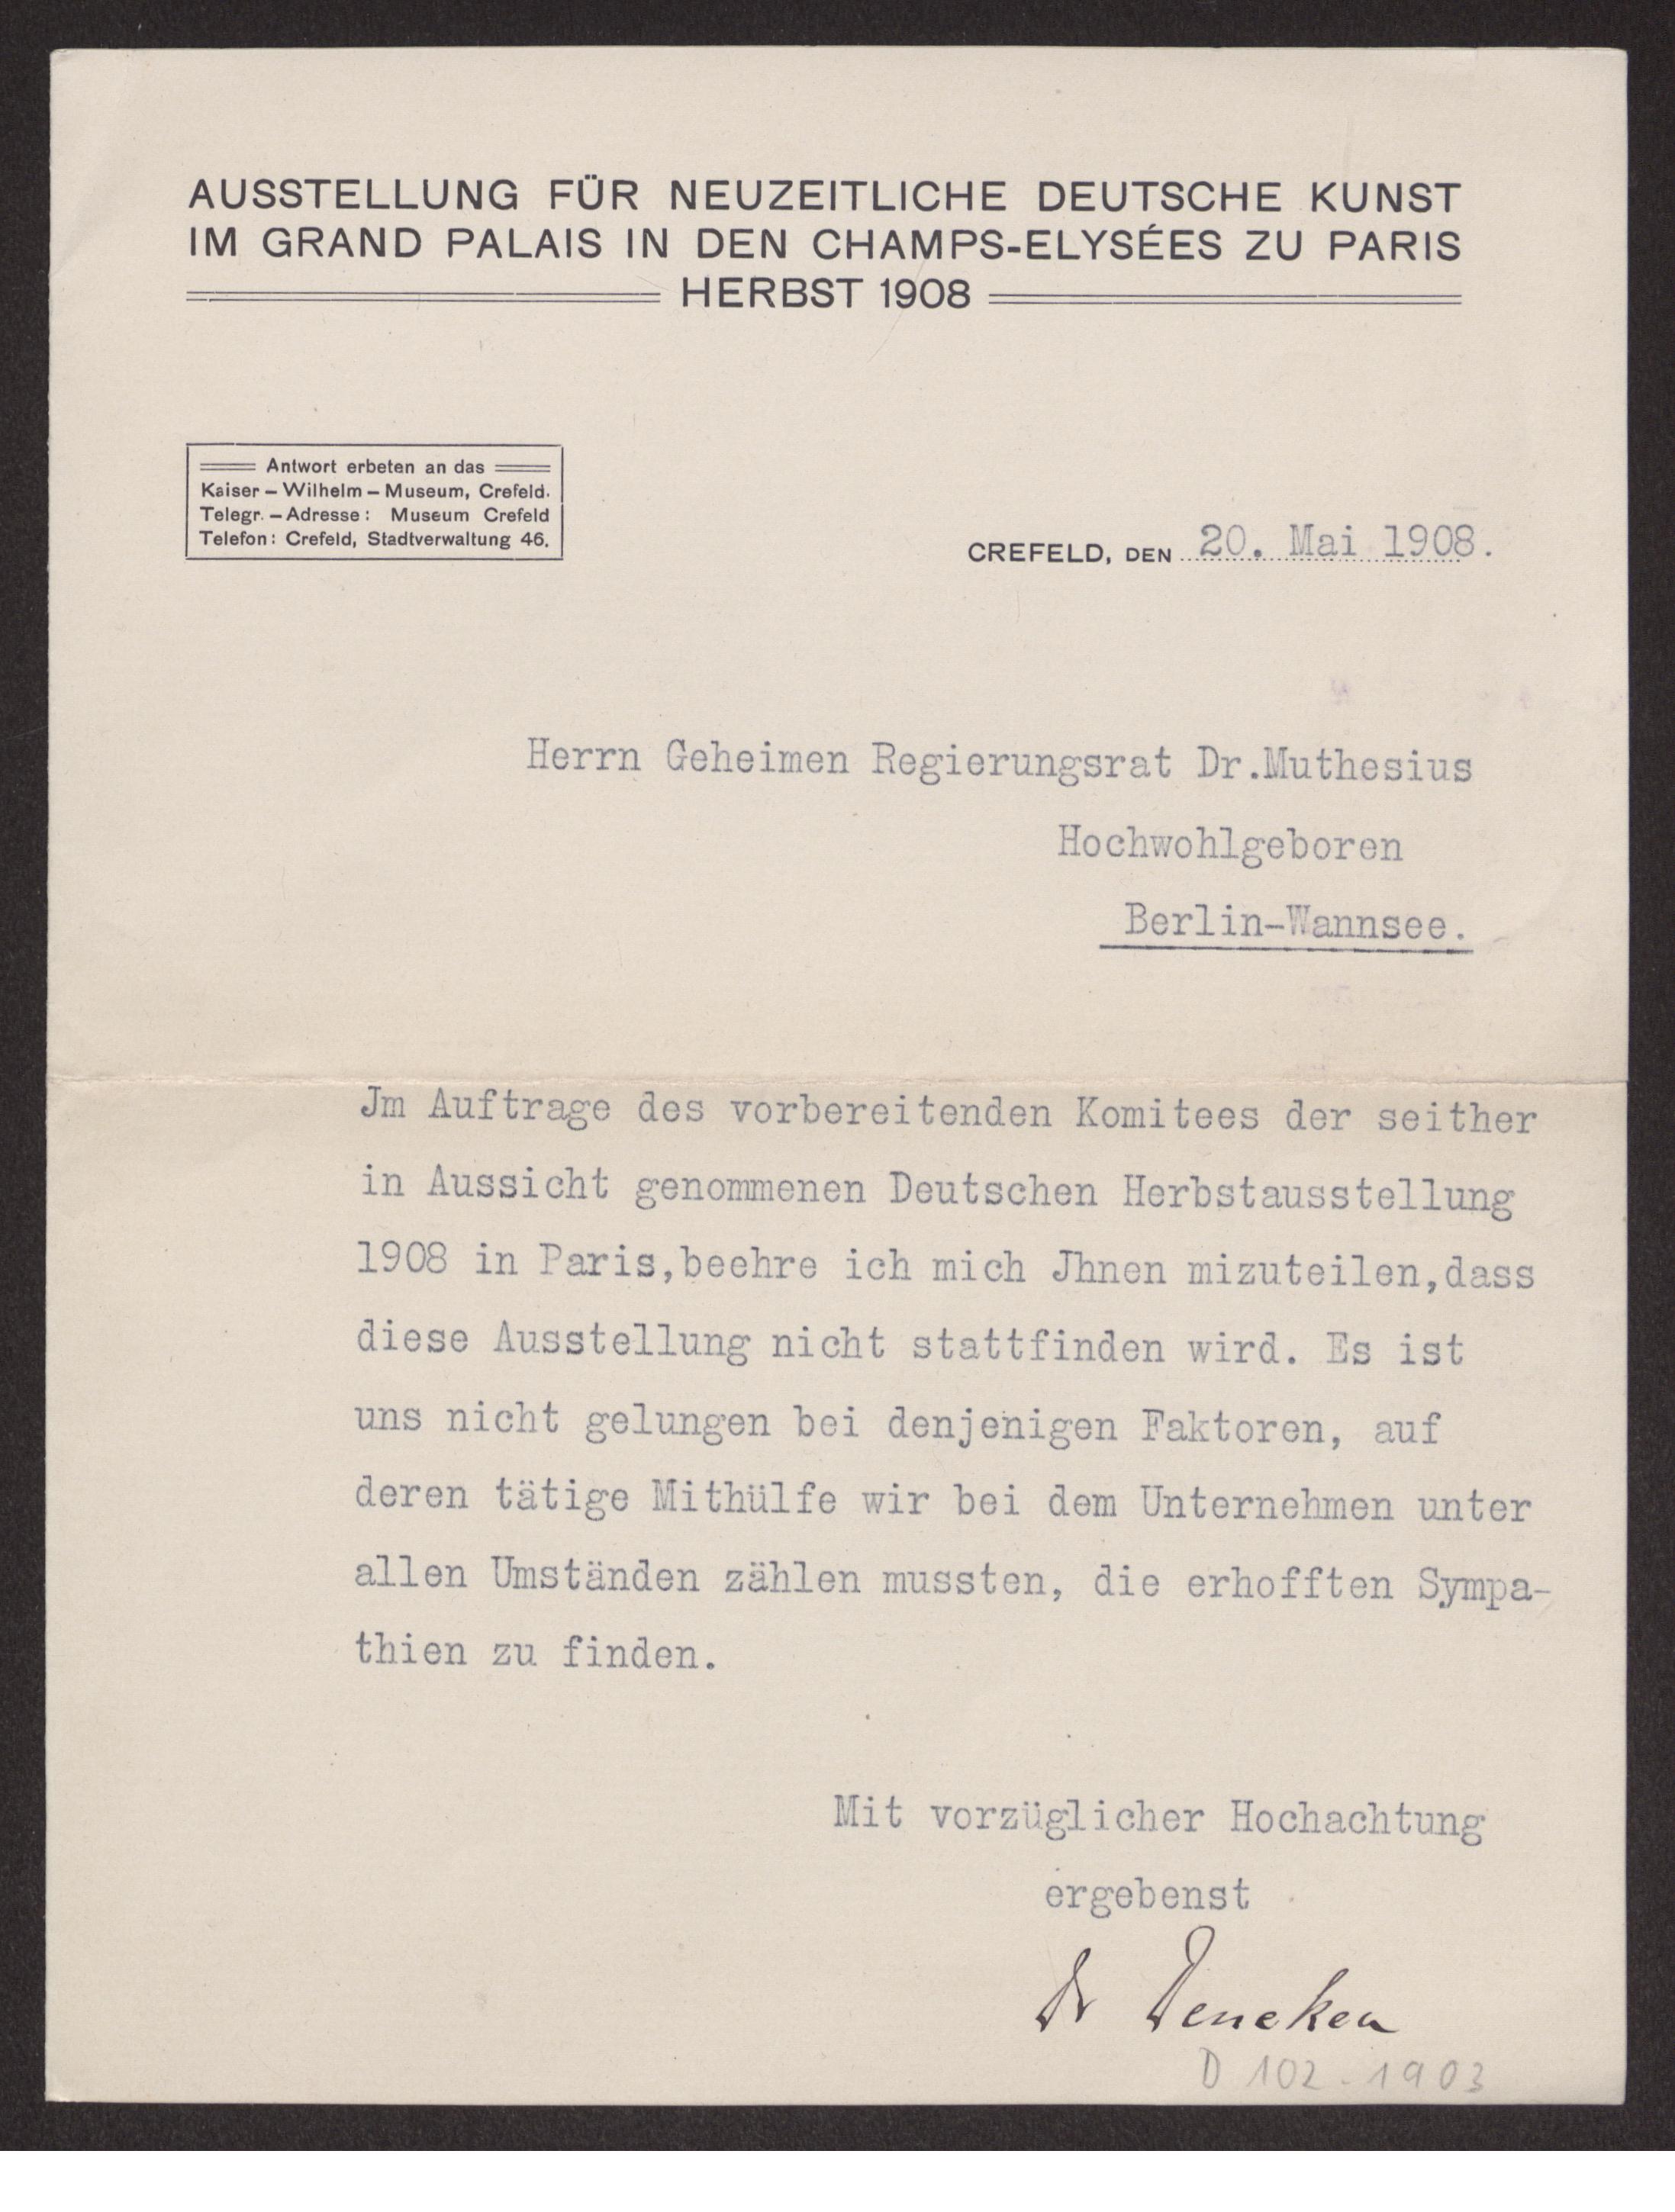 AUSSTELLUNG FÜR NEUZEITLICHE DEUTSCHE KUNST
IM GRAND PALAIS IN DEN CHAMPS-ELYSÉES ZU PARIS
HERBST 1908
Antwort erbeten an das
Kaiser – Wilhelm – Museum, Crefeld.
Telegr. – Adresse: Museum Crefeld
Telefon: Crefeld, Stadtverwaltung 46.
CREFELD, DEN 20. Mai 1908.
Herrn Geheimen Regierungsrat Dr.Muthesius
Hochwohlgeboren
Berlin-Wannsee.
Jm Auftrage des vorbereitenden Komitees der seither
in Aussicht genommenen Deutschen Herbstausstellung
1908 in Paris,beehre ich mich Jhnen mizuteilen,dass
diese Ausstellung nicht stattfinden wird. Es ist
uns nicht gelungen bei denjenigen Faktoren, auf
deren tätige Mithülfe wir bei dem Unternehmen unter
allen Umständen zählen mussten, die erhofften Sympa-
thien zu finden.
Mit vorzüglicher Hochachtung
ergebenst
Dr Deneken
D 102-1903